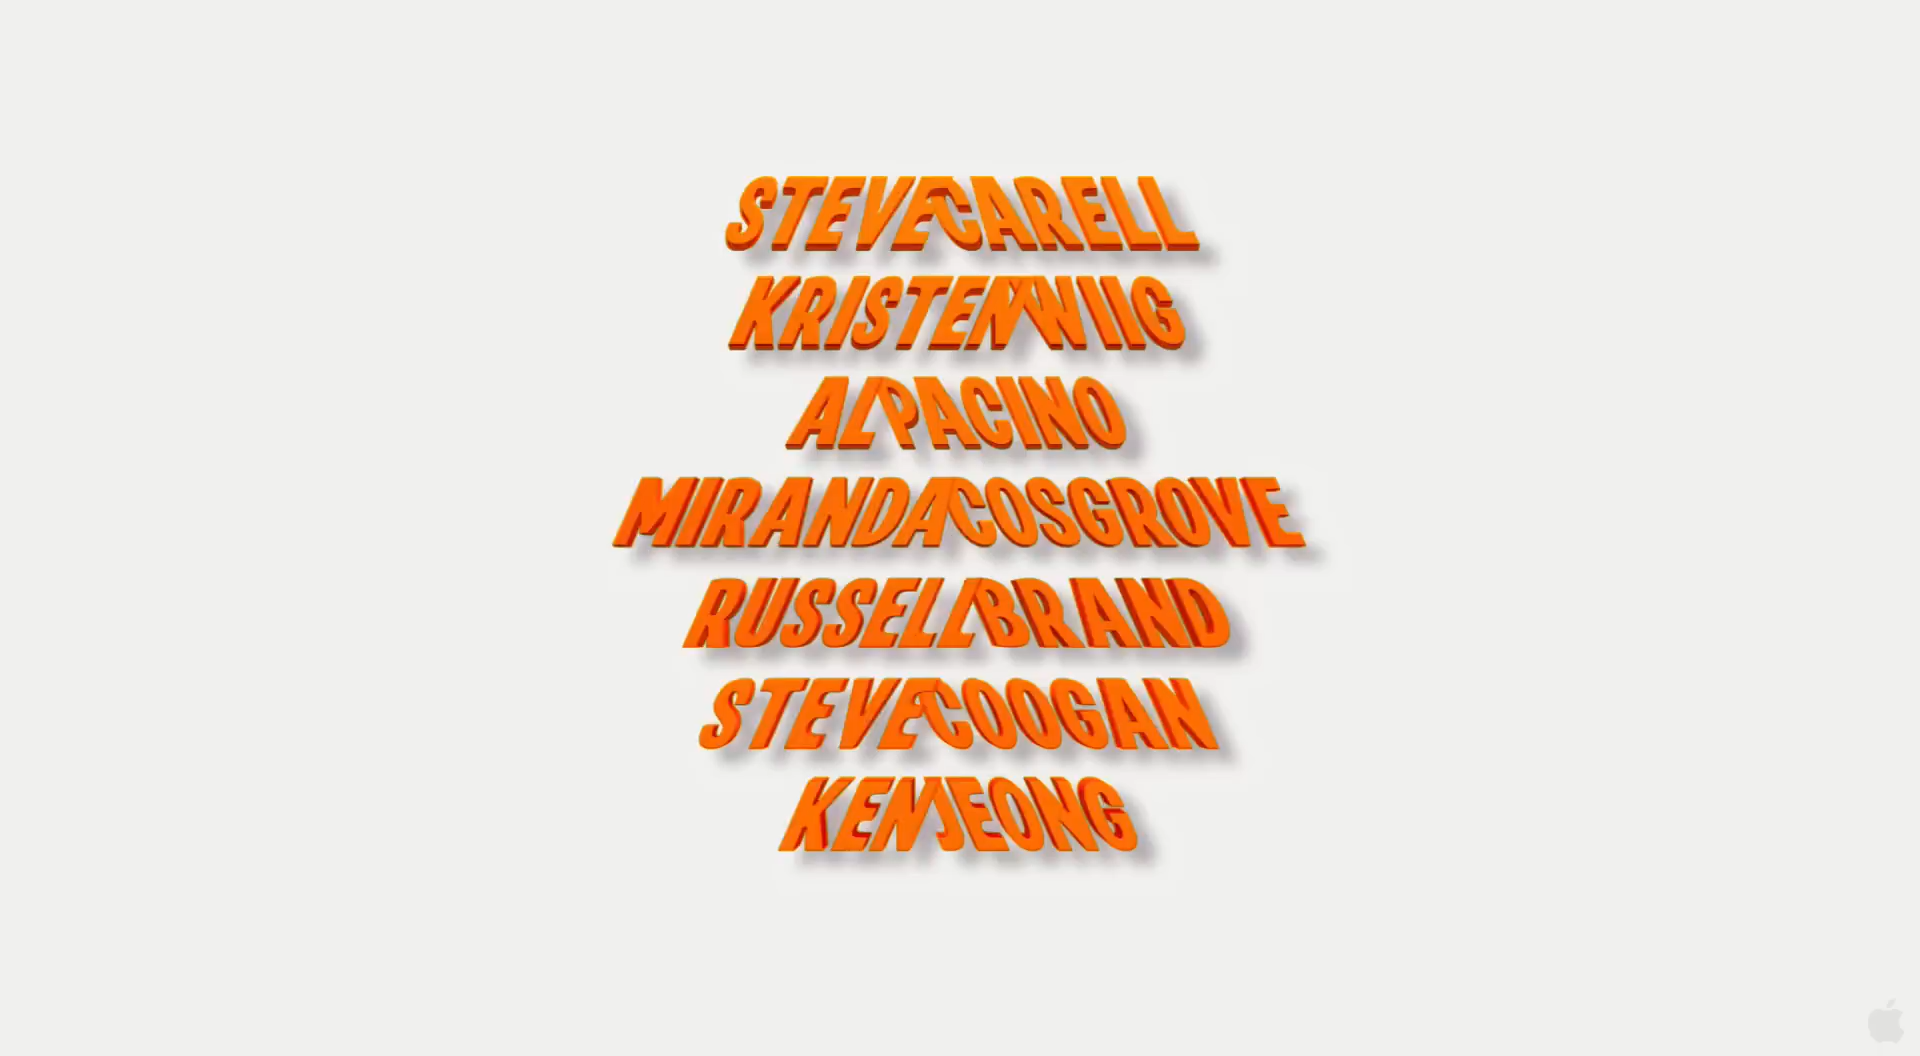 STEVE CARELL
KRISTEN WIIG
AL PACINO
MIRANDA COSGROVE
RUSSELL BRAND
STEVE COOGAN
KEN JEONG